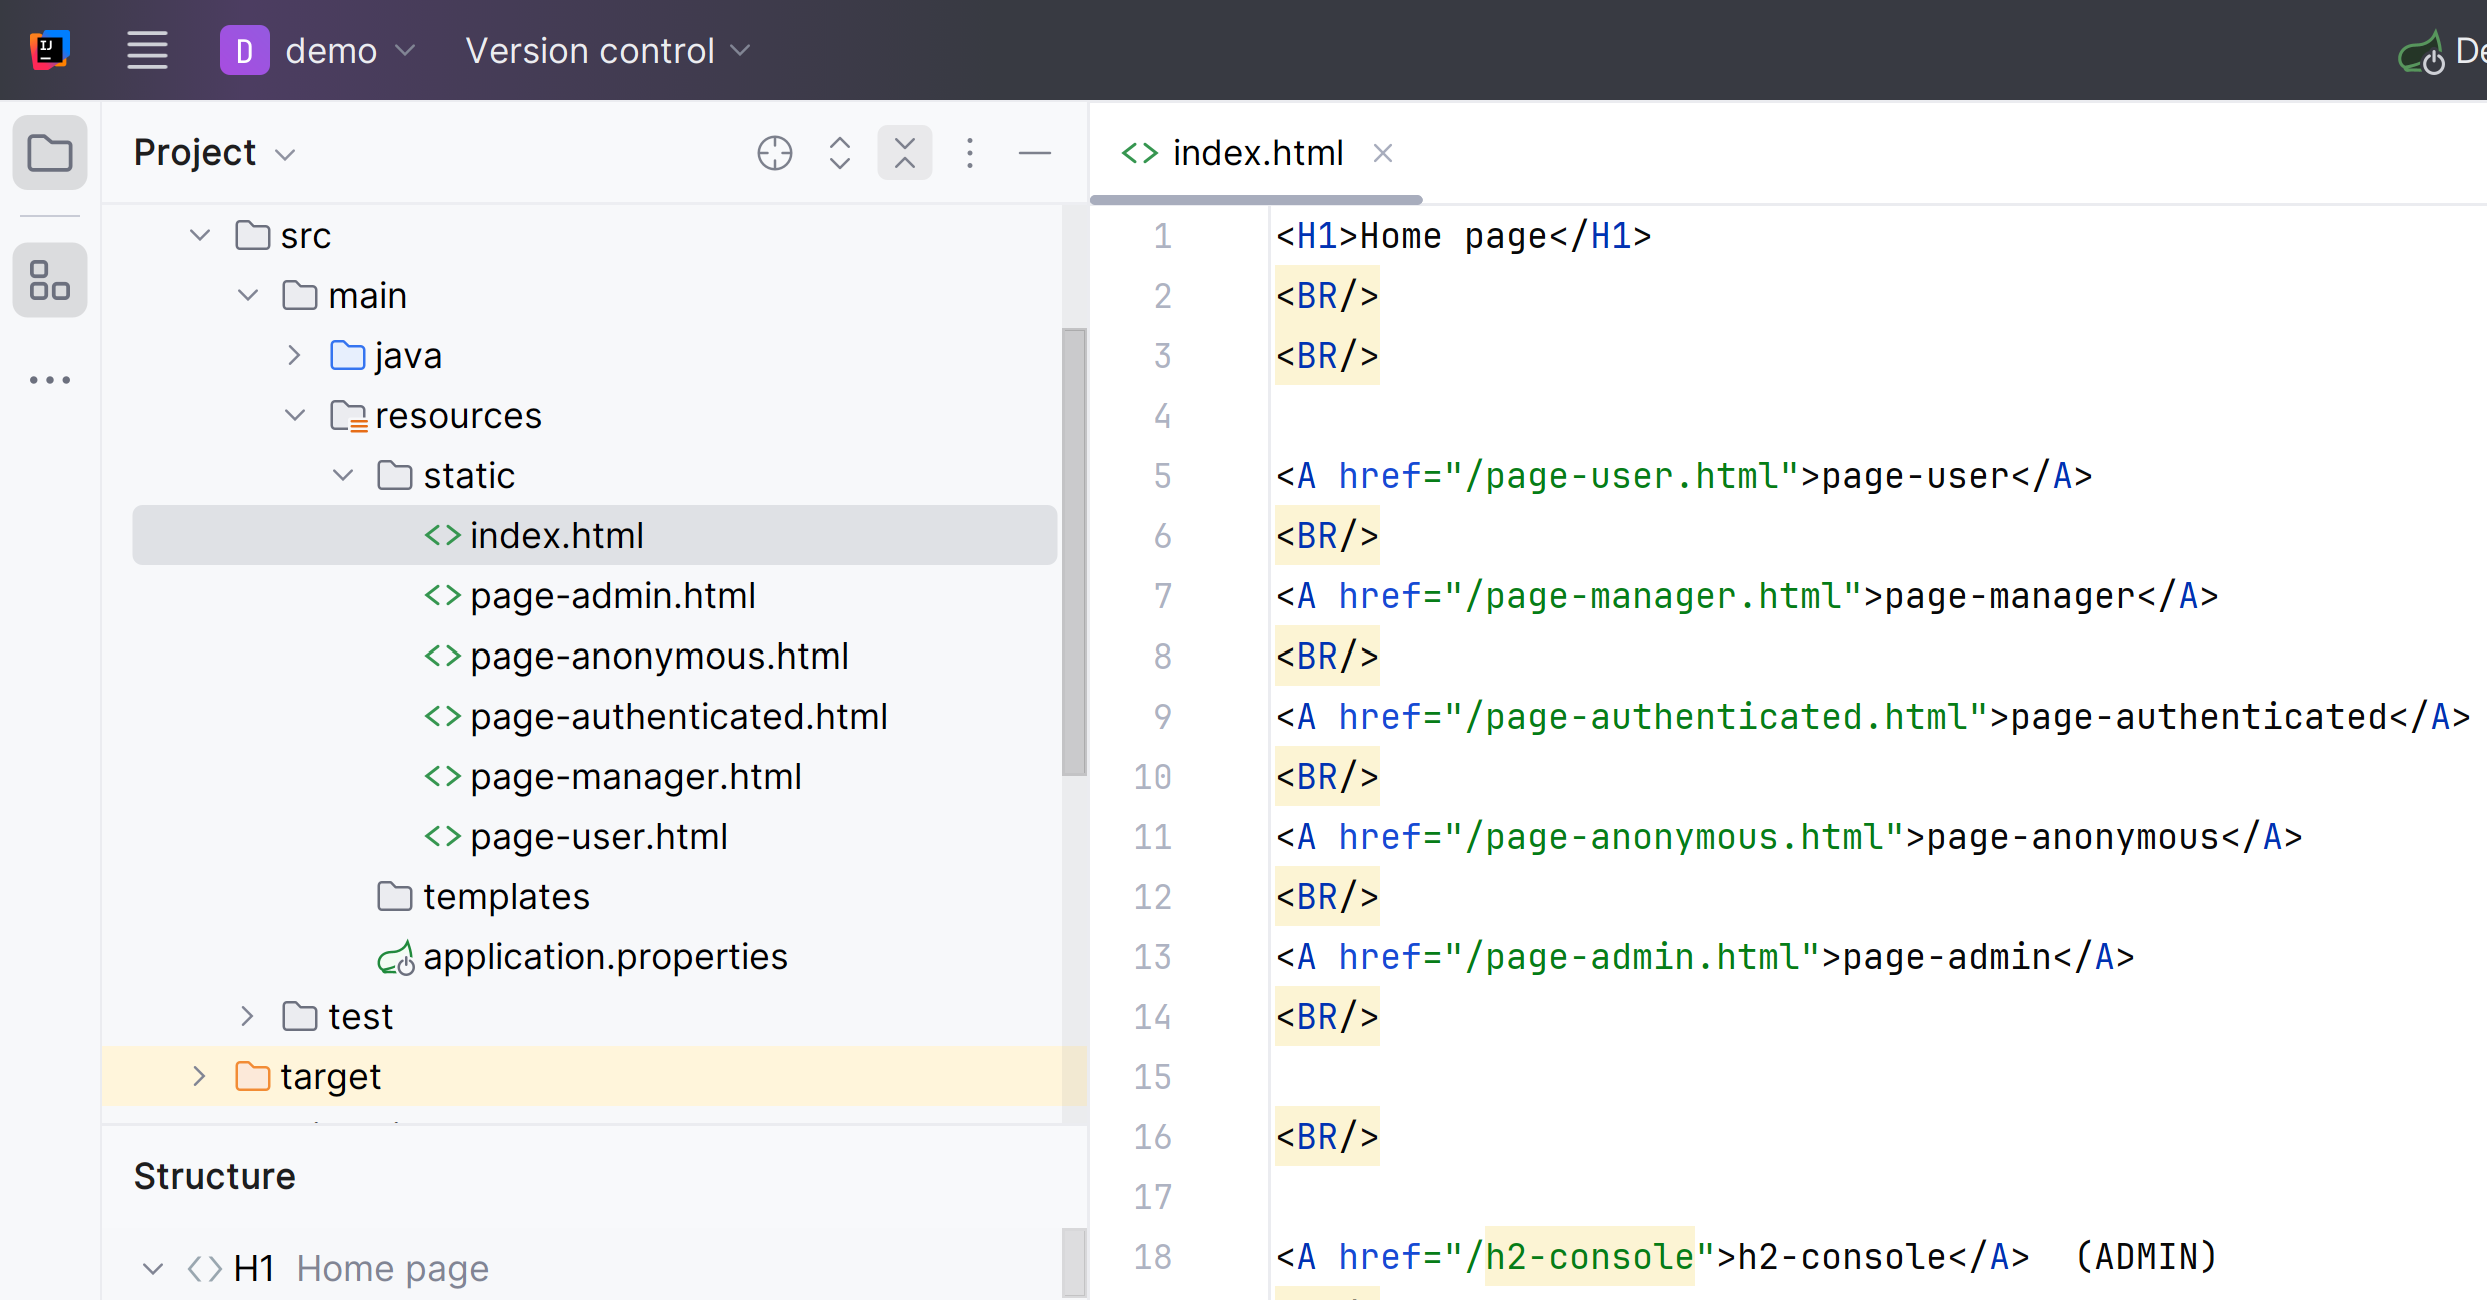 IJ D demo Version control De
Project
src
main
java
resources
static
index.html
page-admin.html
page-anonymous.html
page-authenticated.html
page-manager.html
page-user.html
templates
application.properties
test
target
Structure
H1 Home page
index.html
1 <H1>Home page</H1>
2 <BR/>
3 <BR/>
4
5 <A href="/page-user.html">page-user</A>
6 <BR/>
7 <A href="/page-manager.html">page-manager</A>
8 <BR/>
9 <A href="/page-authenticated.html">page-authenticated</A>
10 <BR/>
11 <A href="/page-anonymous.html">page-anonymous</A>
12 <BR/>
13 <A href="/page-admin.html">page-admin</A>
14 <BR/>
15
16 <BR/>
17
18 <A href="/h2-console">h2-console</A>  (ADMIN)